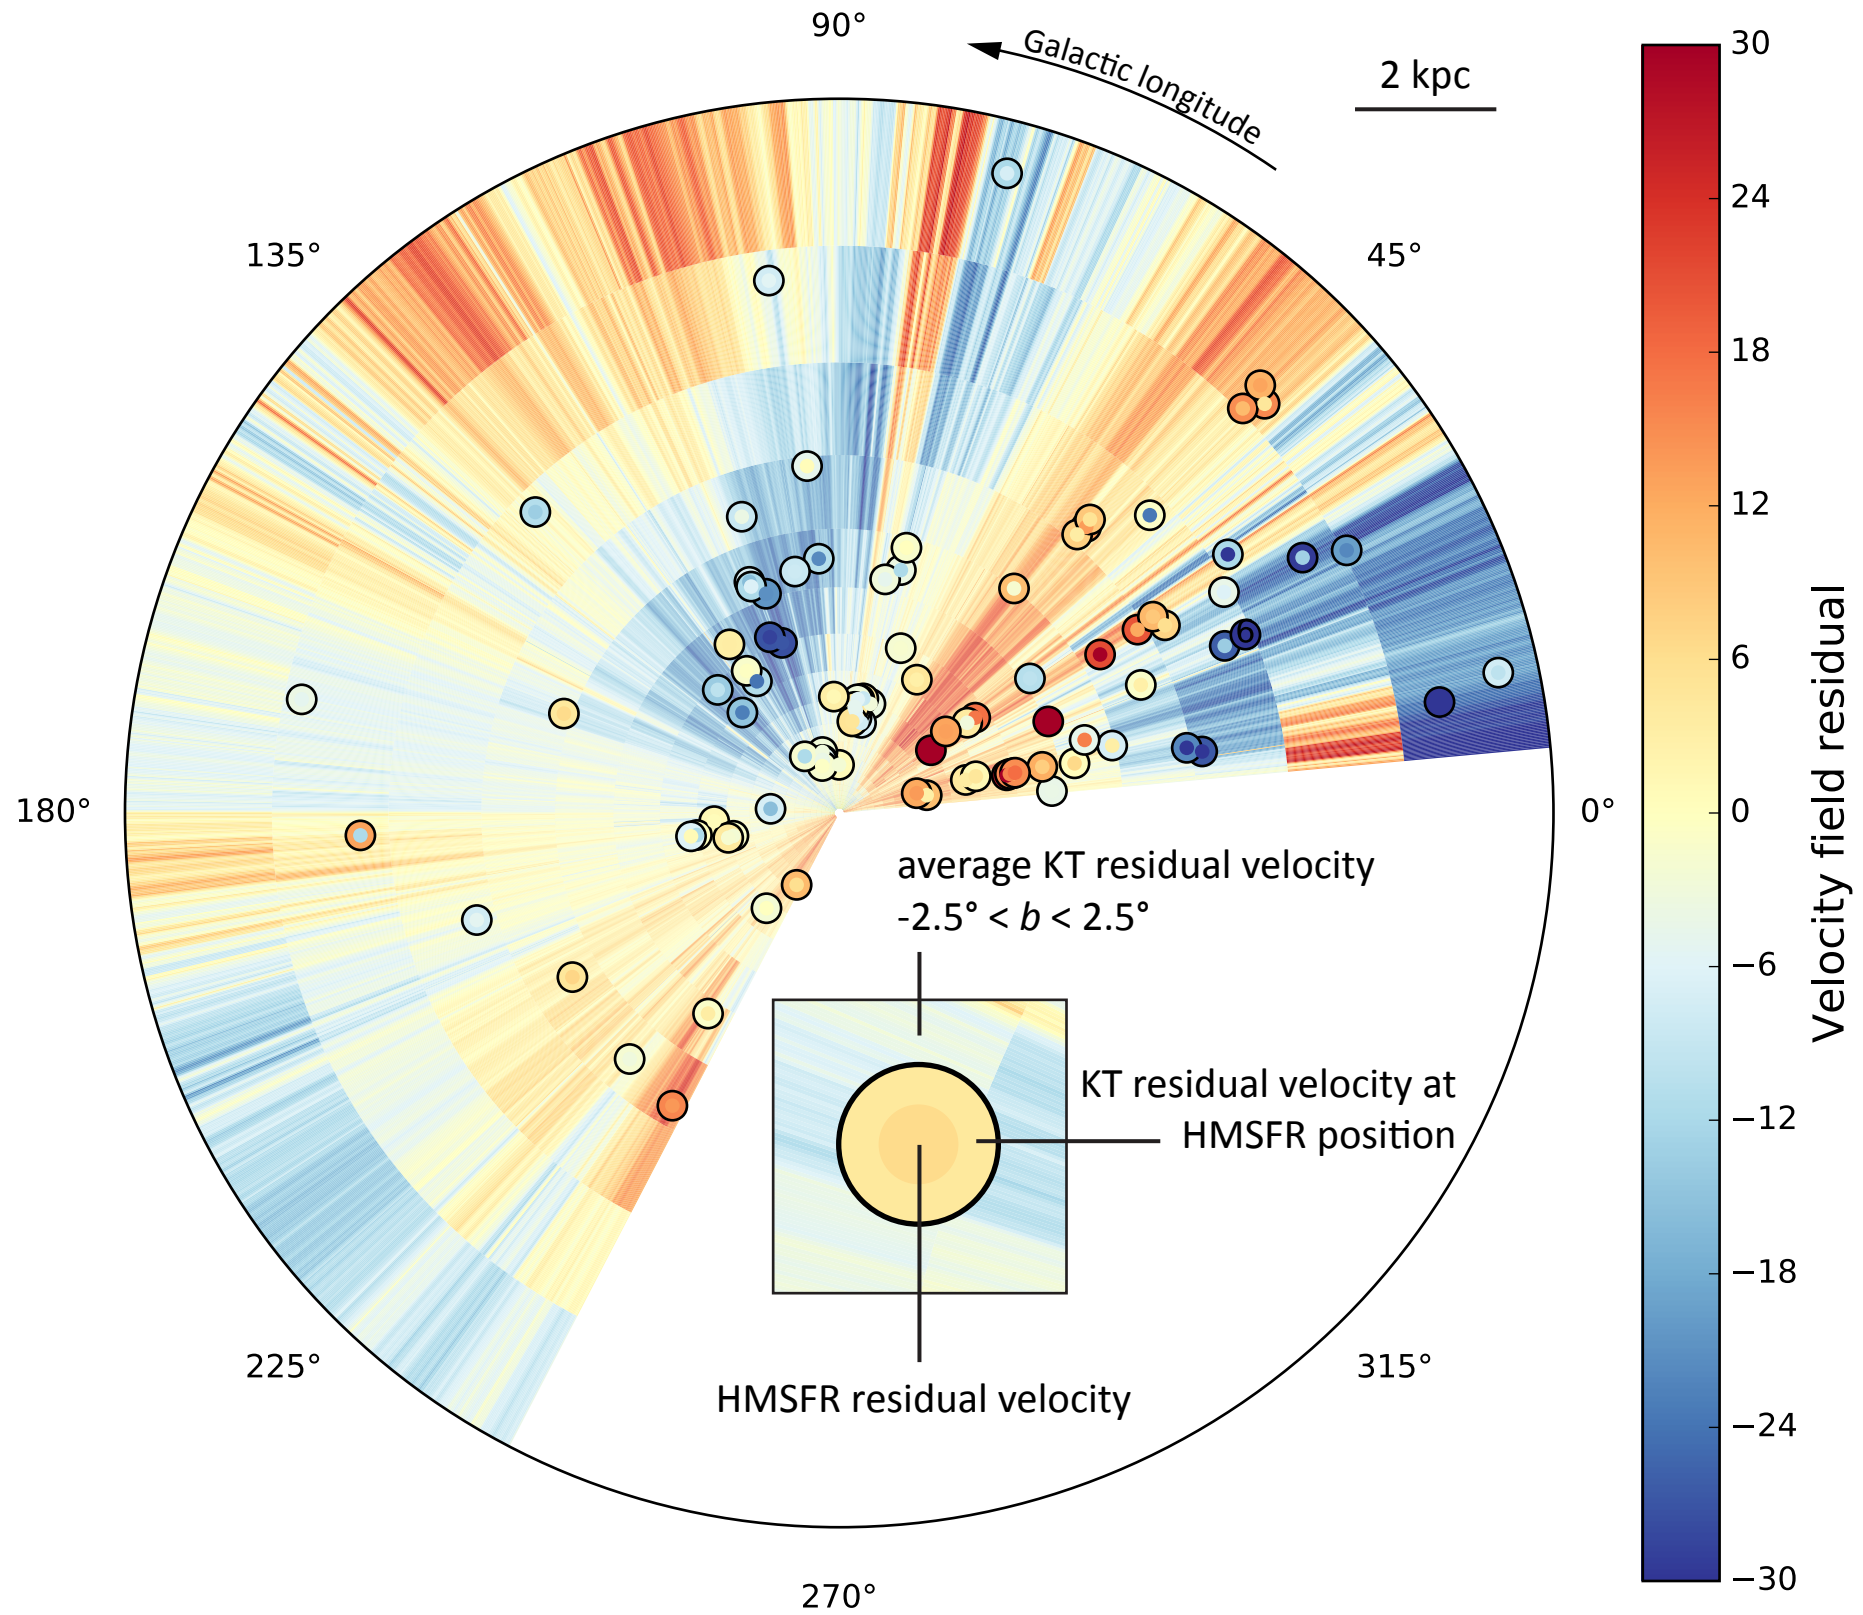 90°
Galactic longitude
2 kpc
135°
45°
180°
0°
225°
315°
270°
average KT residual velocity
-2.5° < b < 2.5°
KT residual velocity at
HMSFR position
HMSFR residual velocity
30
24
18
12
6
0
−6
−12
−18
−24
−30
Velocity field residual